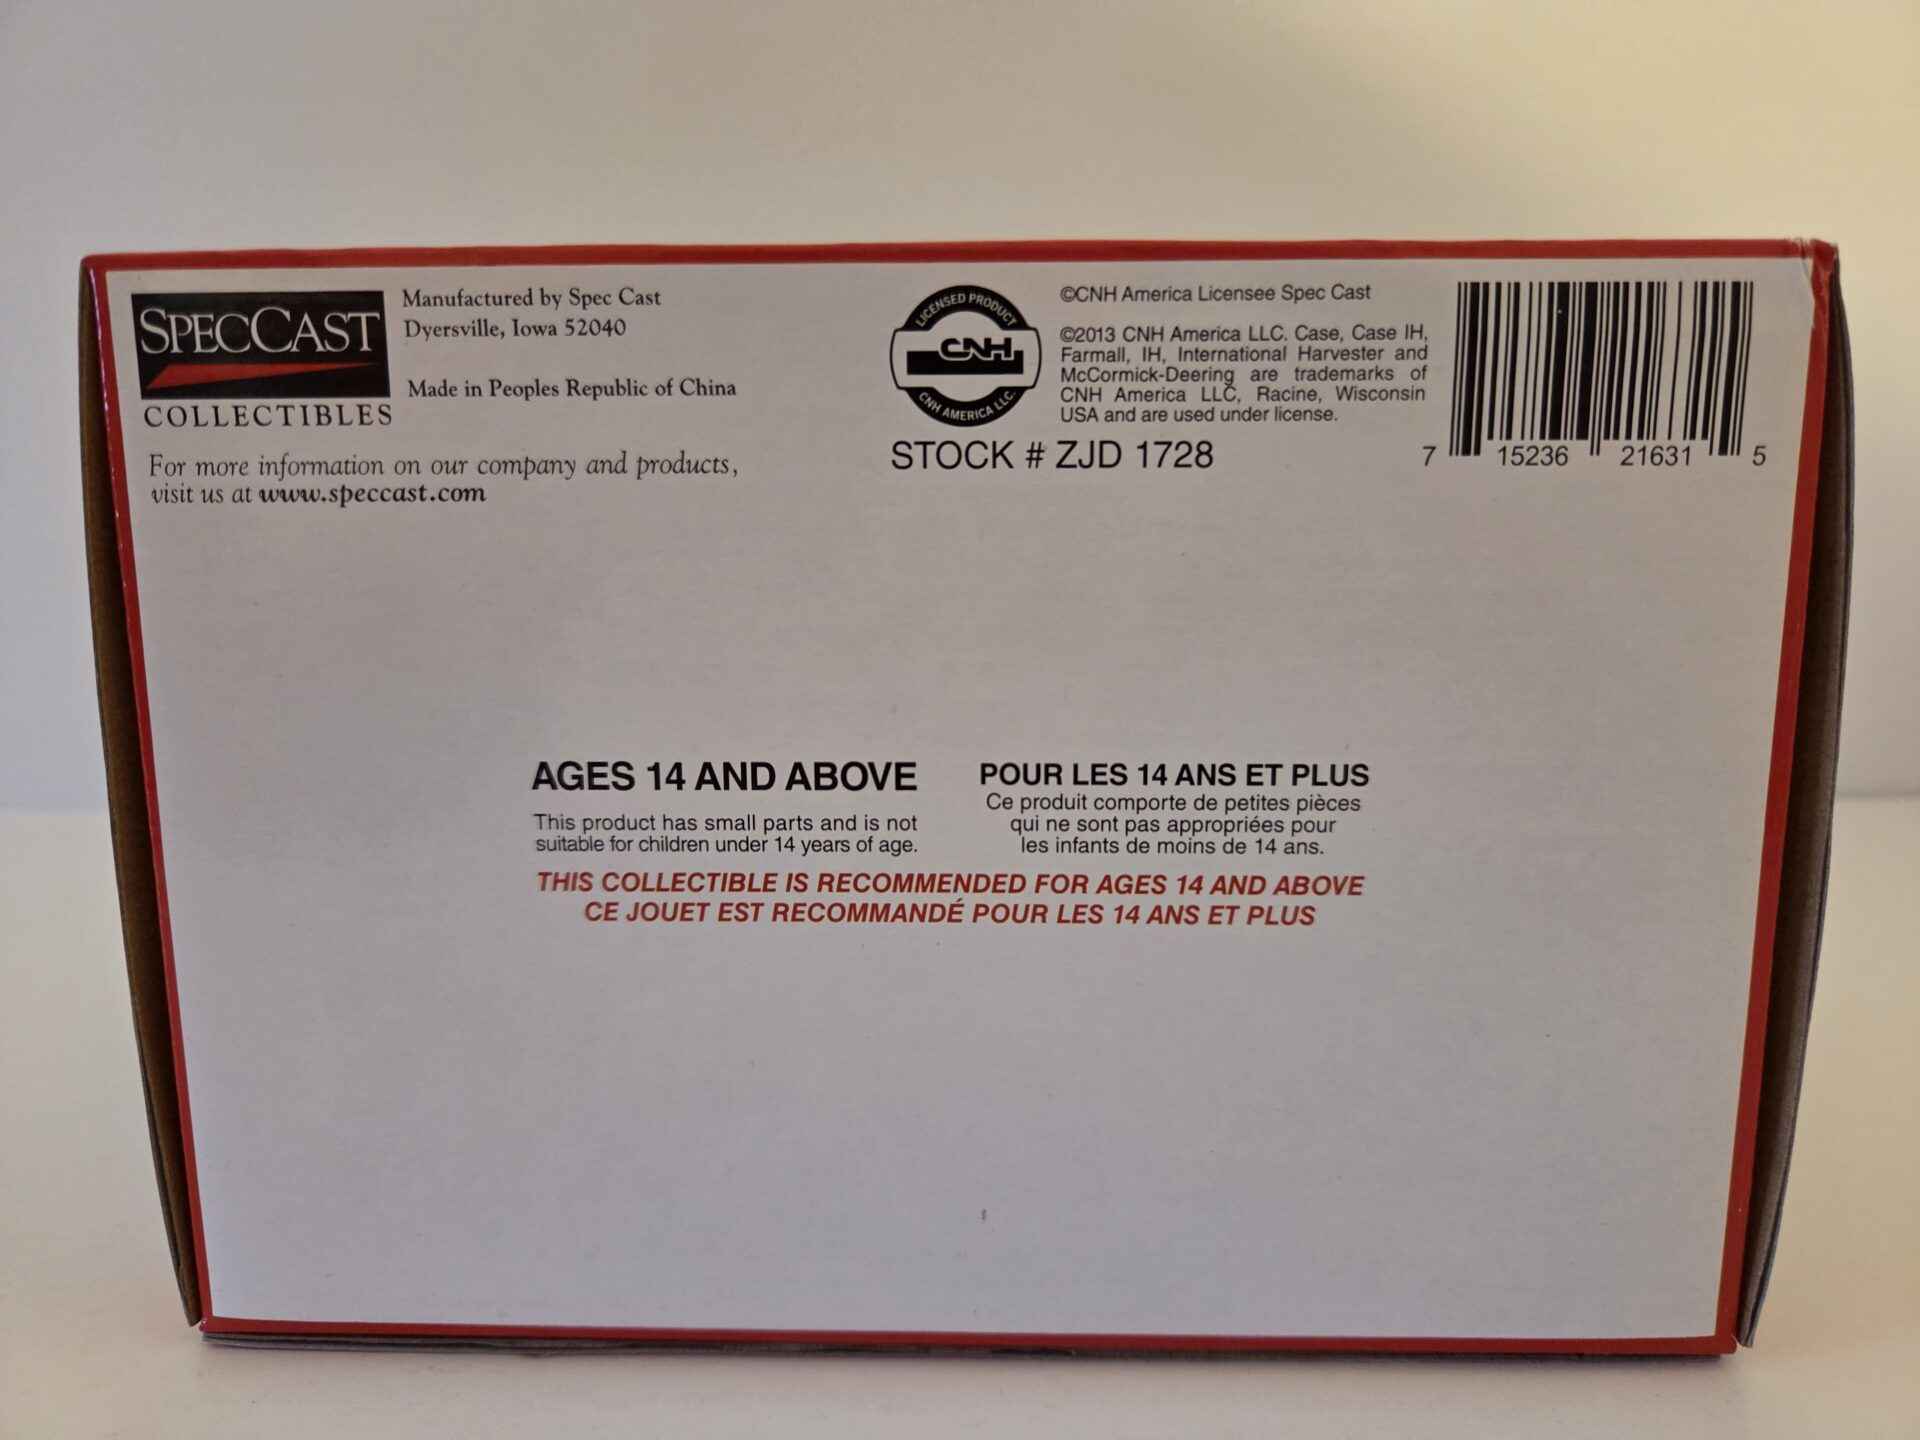 SPECCAST
COLLECTIBLES
Manufactured by Spec Cast
Dyersville, Iowa 52040
Made in Peoples Republic of China
For more information on our company and products,
visit us at www.speccast.com
LICENSED PRODUCT
CNH
CNH AMERICA LLC.
©CNH America Licensee Spec Cast
©2013 CNH America LLC. Case, Case IH,
Farmall, IH, International Harvester and
McCormick-Deering are trademarks of
CNH America LLC, Racine, Wisconsin
USA and are used under license.
STOCK # ZJD 1728
7 15236 21631 5
AGES 14 AND ABOVE
This product has small parts and is not
suitable for children under 14 years of age.
POUR LES 14 ANS ET PLUS
Ce produit comporte de petites pièces
qui ne sont pas appropriées pour
les infants de moins de 14 ans.
THIS COLLECTIBLE IS RECOMMENDED FOR AGES 14 AND ABOVE
CE JOUET EST RECOMMANDÉ POUR LES 14 ANS ET PLUS